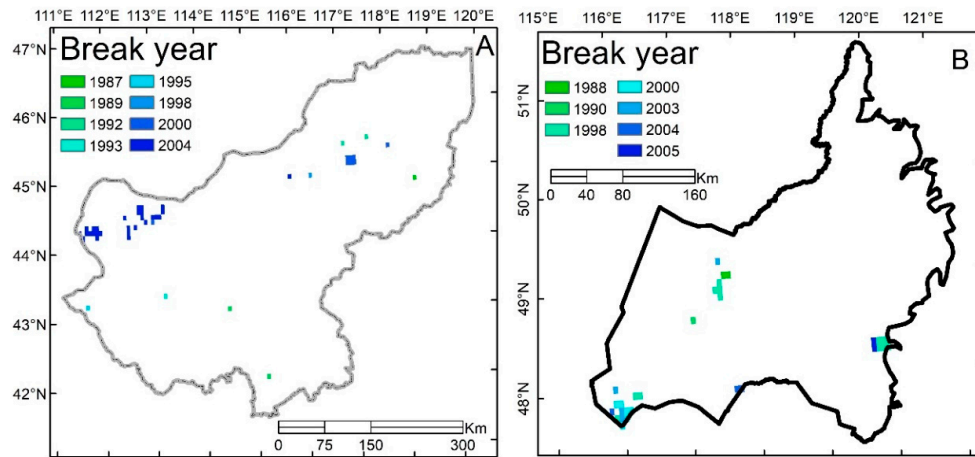 111°E 112°E 113°E 114°E 115°E 116°E 117°E 118°E 119°E 120°E
47°N
46°N
45°N
44°N
43°N
42°N
Break year
A
1987 1995
1989 1998
1992 2000
1993 2004
Km
0 75 150 300
115°E 116°E 117°E 118°E 119°E 120°E 121°E
51°N
50°N
49°N
48°N
Break year
B
1988 2000
1990 2003
1998 2004
2005
Km
0 40 80 160